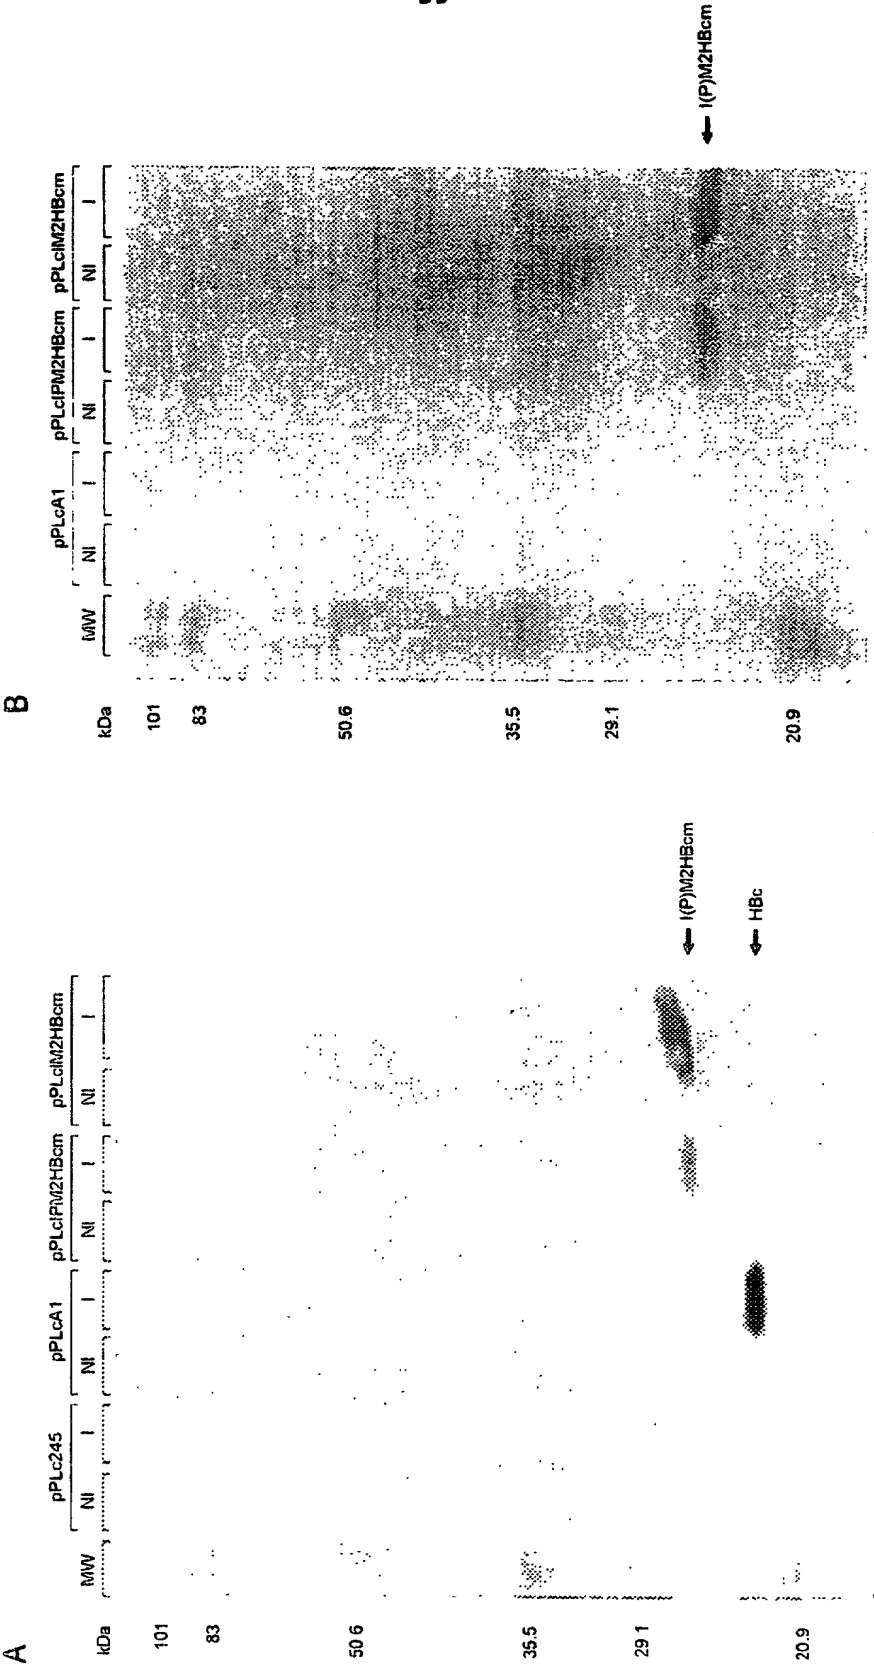 A
pPLc245 pPLcA1 pPLcIPM2HBcm pPLcIM2HBcm
MW NI I NI I NI I NI I
kDa
101
83
50.6
35.5
29.1
I(P)M2HBcm
HBc
20.9
B
pPLcA1 pPLcIPM2HBcm pPLcIM2HBcm
MW NI I NI I NI I
kDa
101
83
50.6
35.5
29.1
I(P)M2HBcm
20.9